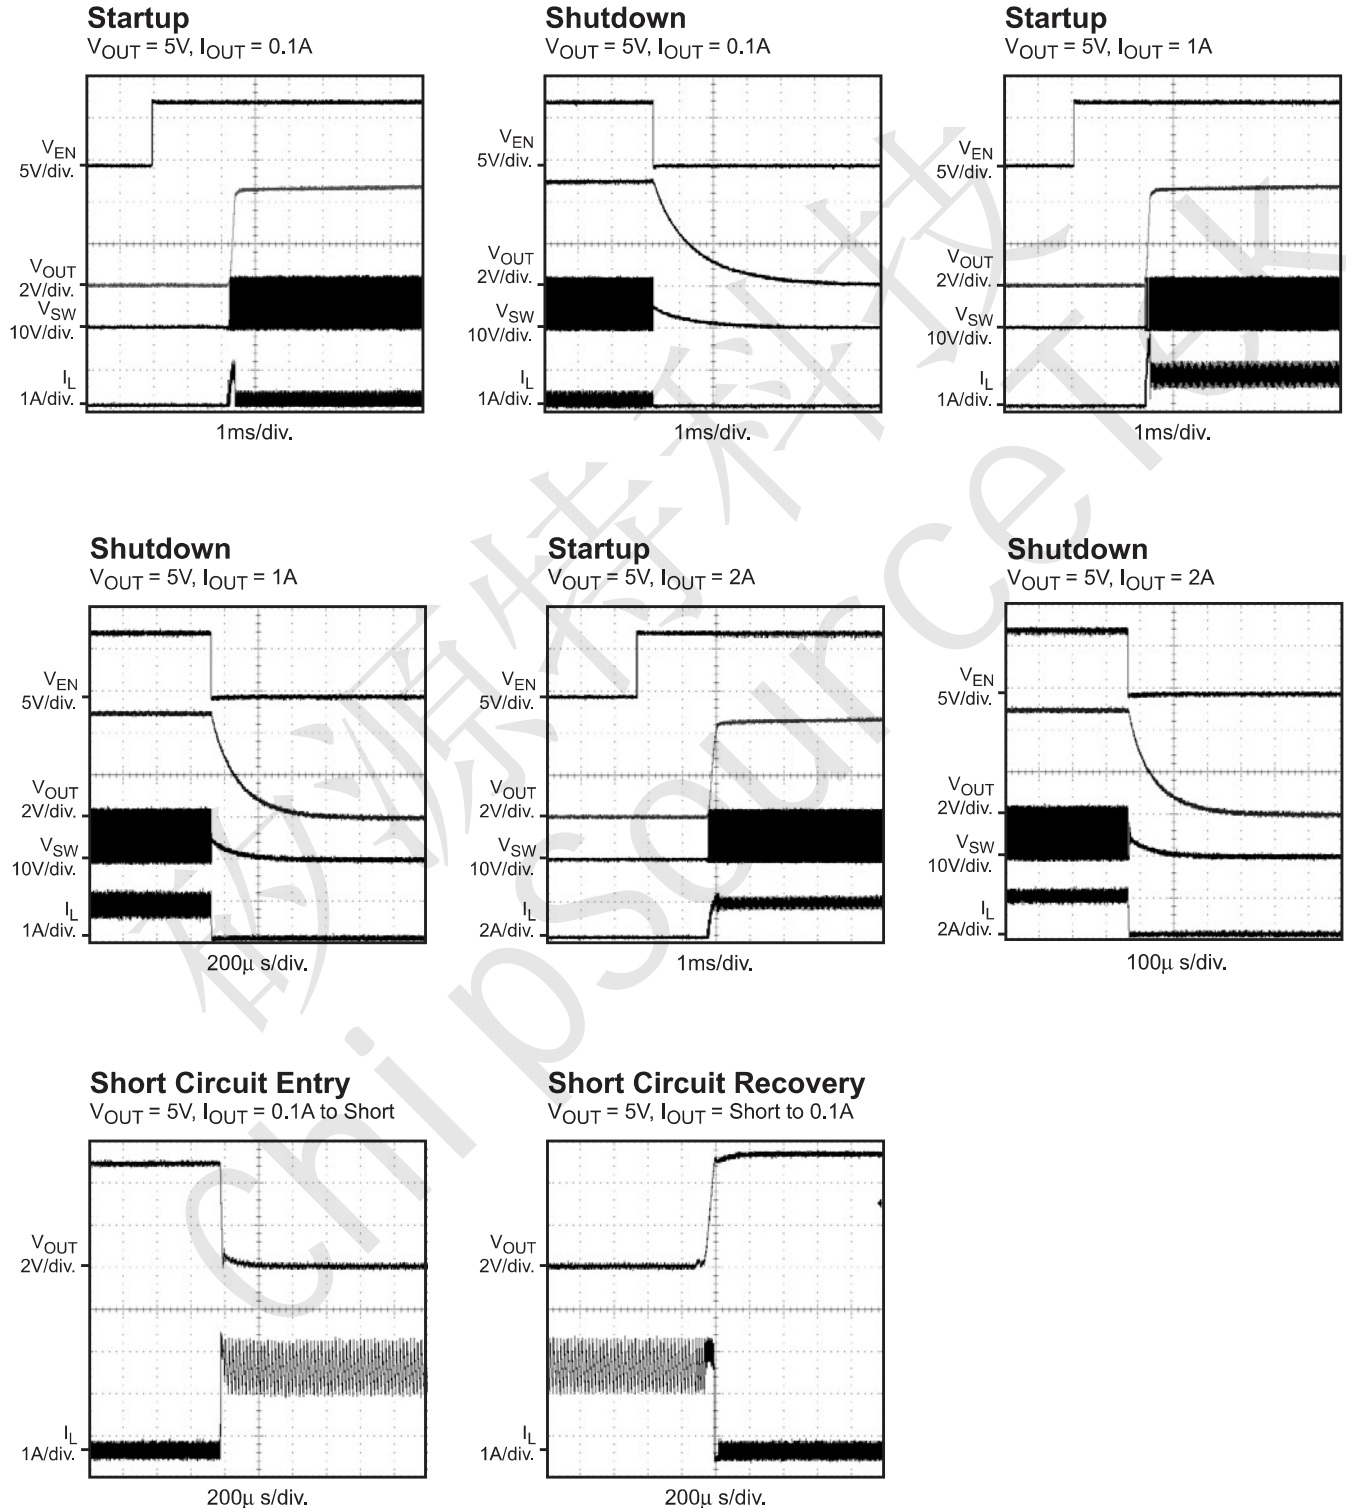 Startup
VOUT = 5V, IOUT = 0.1A
VEN
5V/div.
VOUT
2V/div.
VSW
10V/div.
IL
1A/div.
1ms/div.
Shutdown
VOUT = 5V, IOUT = 0.1A
VEN
5V/div.
VOUT
2V/div.
VSW
10V/div.
IL
1A/div.
1ms/div.
Startup
VOUT = 5V, IOUT = 1A
VEN
5V/div.
VOUT
2V/div.
VSW
10V/div.
IL
1A/div.
1ms/div.
Shutdown
VOUT = 5V, IOUT = 1A
VEN
5V/div.
VOUT
2V/div.
VSW
10V/div.
IL
1A/div.
200µ s/div.
Startup
VOUT = 5V, IOUT = 2A
VEN
5V/div.
VOUT
2V/div.
VSW
10V/div.
IL
2A/div.
1ms/div.
Shutdown
VOUT = 5V, IOUT = 2A
VEN
5V/div.
VOUT
2V/div.
VSW
10V/div.
IL
2A/div.
100µ s/div.
Short Circuit Entry
VOUT = 5V, IOUT = 0.1A to Short
VOUT
2V/div.
IL
1A/div.
200µ s/div.
Short Circuit Recovery
VOUT = 5V, IOUT = Short to 0.1A
VOUT
2V/div.
IL
1A/div.
200µ s/div.
矽源特科技
chipsourceTek